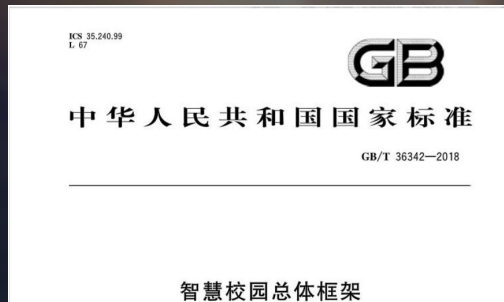 ICS 35.240.99
L 67
GB
中华人民共和国国家标准
GB/T 36342—2018
智慧校园总体框架